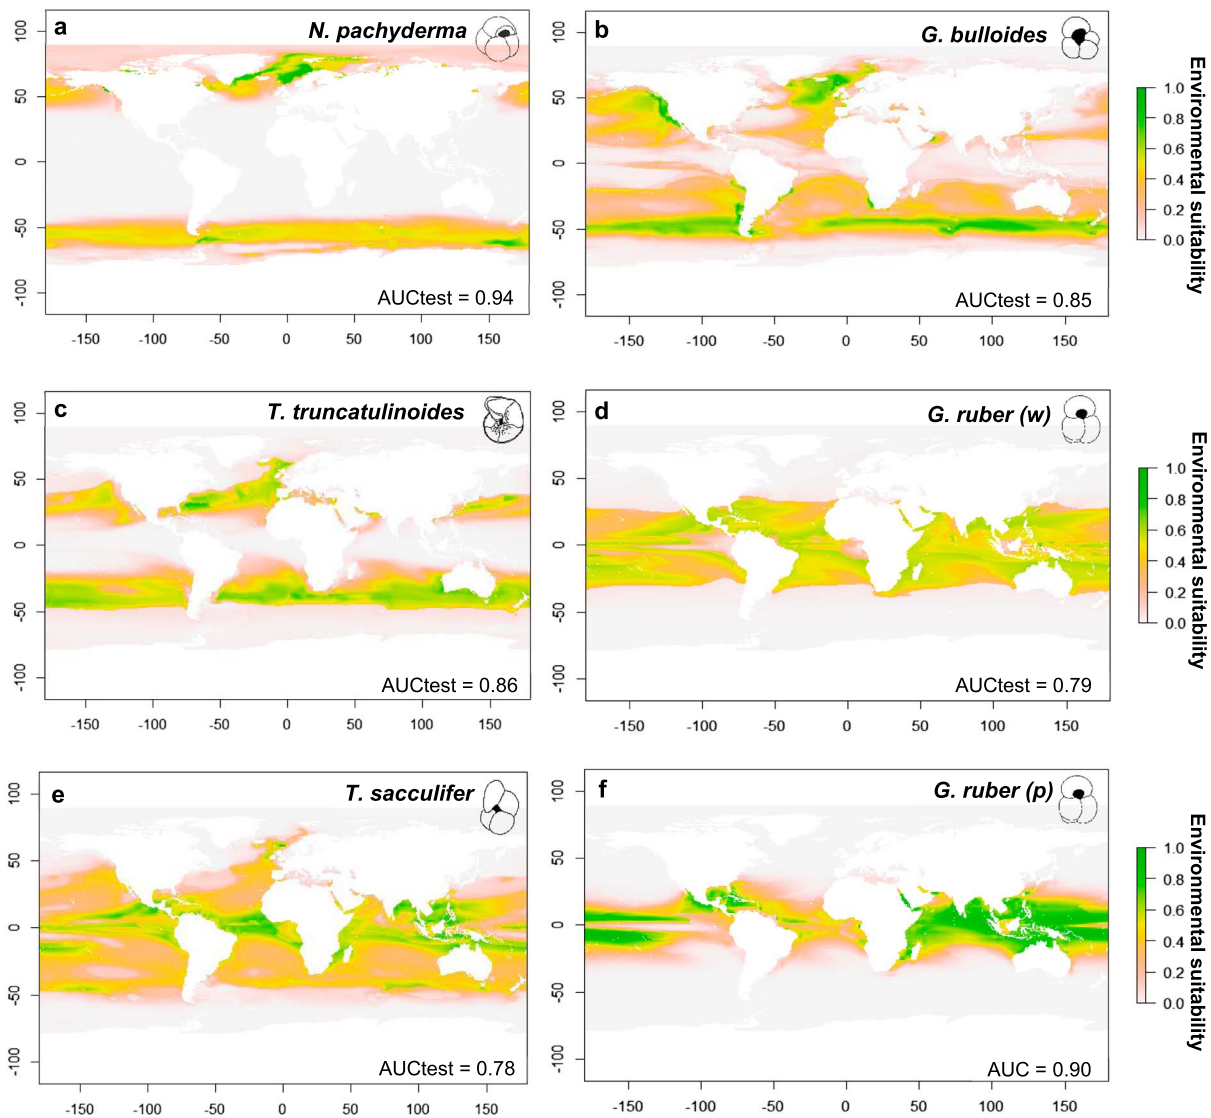 a
N. pachyderma
100
50
0
-50
-100
AUCtest = 0.94
-150 -100 -50 0 50 100 150
b
G. bulloides
100
50
0
-50
-100
AUCtest = 0.85
-150 -100 -50 0 50 100 150
1.0
0.8
0.6
0.4
0.2
0.0
Environmental suitability
c
T. truncatulinoides
100
50
0
-50
-100
AUCtest = 0.86
-150 -100 -50 0 50 100 150
d
G. ruber (w)
100
50
0
-50
-100
AUCtest = 0.79
-150 -100 -50 0 50 100 150
1.0
0.8
0.6
0.4
0.2
0.0
Environmental suitability
e
T. sacculifer
100
50
0
-50
-100
AUCtest = 0.78
-150 -100 -50 0 50 100 150
f
G. ruber (p)
100
50
0
-50
-100
AUC = 0.90
-150 -100 -50 0 50 100 150
1.0
0.8
0.6
0.4
0.2
0.0
Environmental suitability